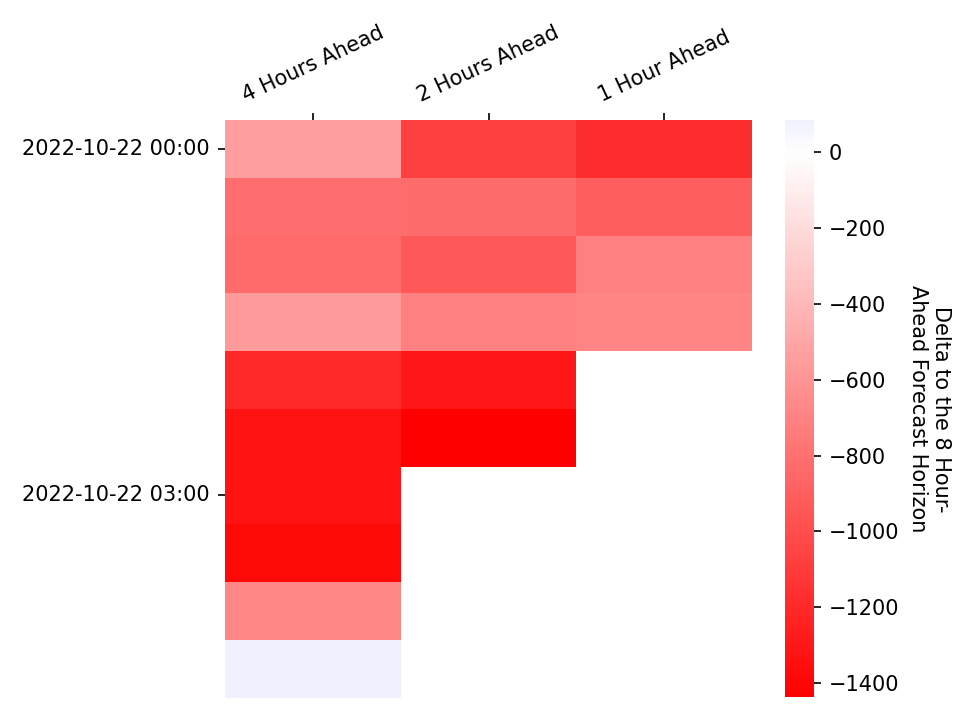 4 Hours Ahead
2 Hours Ahead
1 Hour Ahead
2022-10-22 00:00
2022-10-22 03:00
0
−200
−400
−600
−800
−1000
−1200
−1400
Delta to the 8 Hour-
Ahead Forecast Horizon